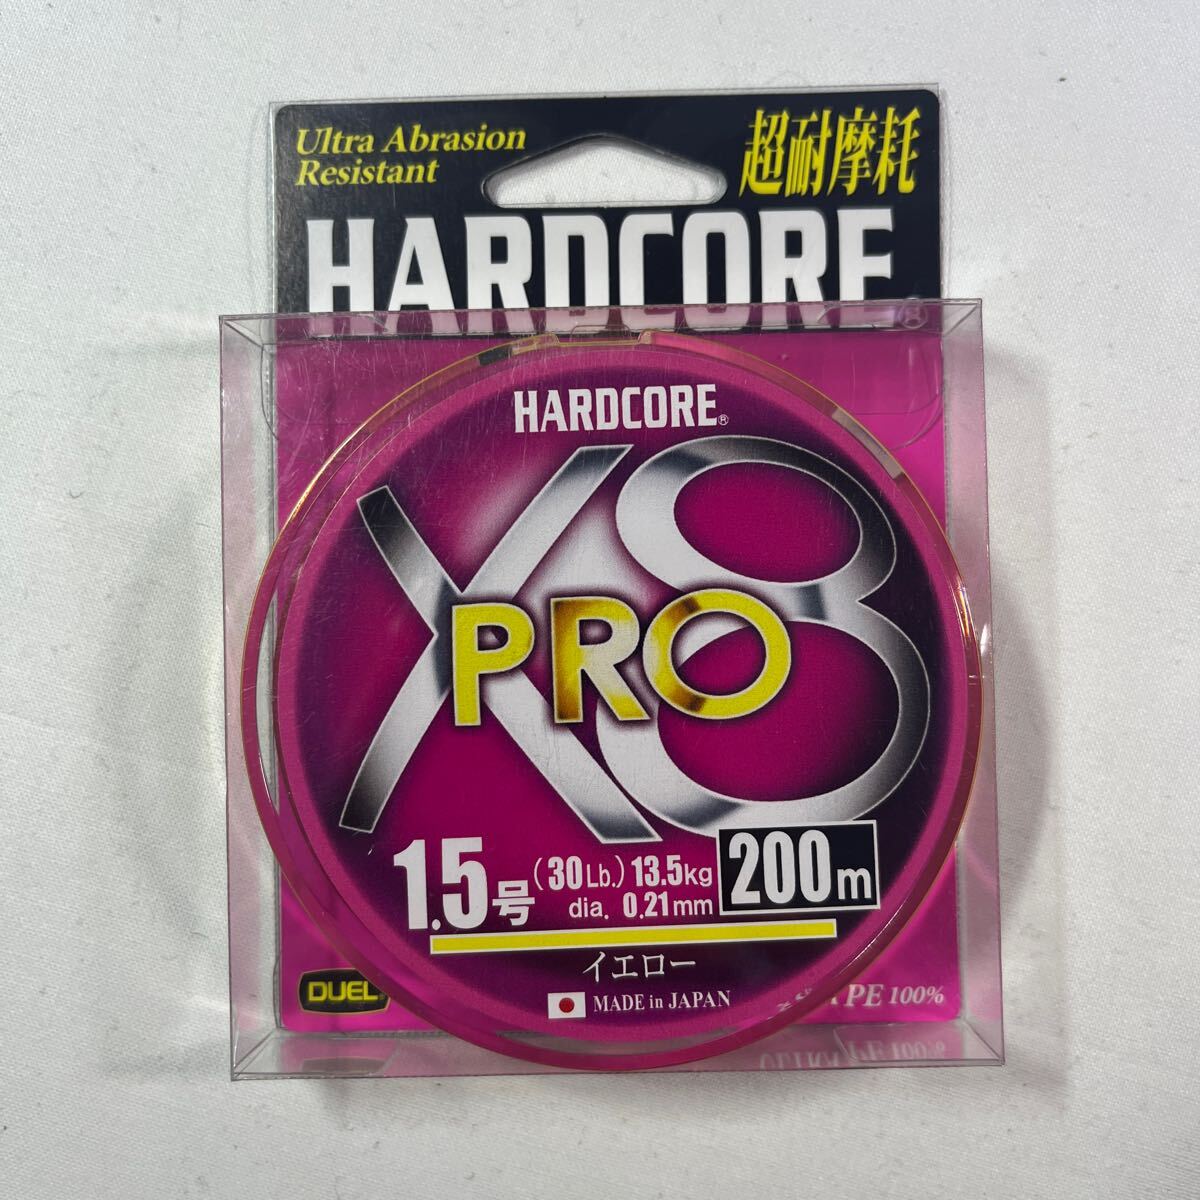 Ultra Abrasion
Resistant
超耐摩耗
HARDCORE®
HARDCORE®
X8
PRO
1.5号 (30Lb.) 13.5kg
dia. 0.21mm
200m
イエロー
MADE in JAPAN
DUEL
PE 100%